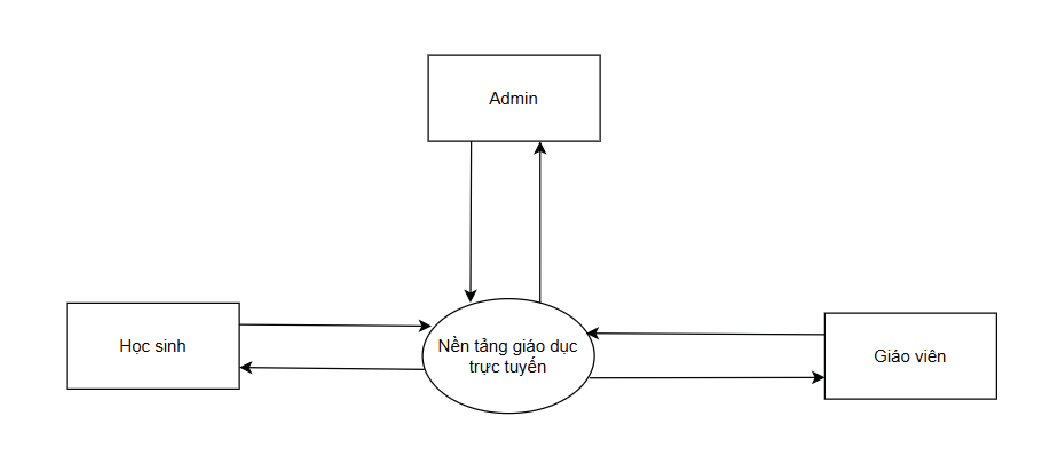 Admin
Học sinh
Nền tảng giáo dục
trực tuyến
Giáo viên